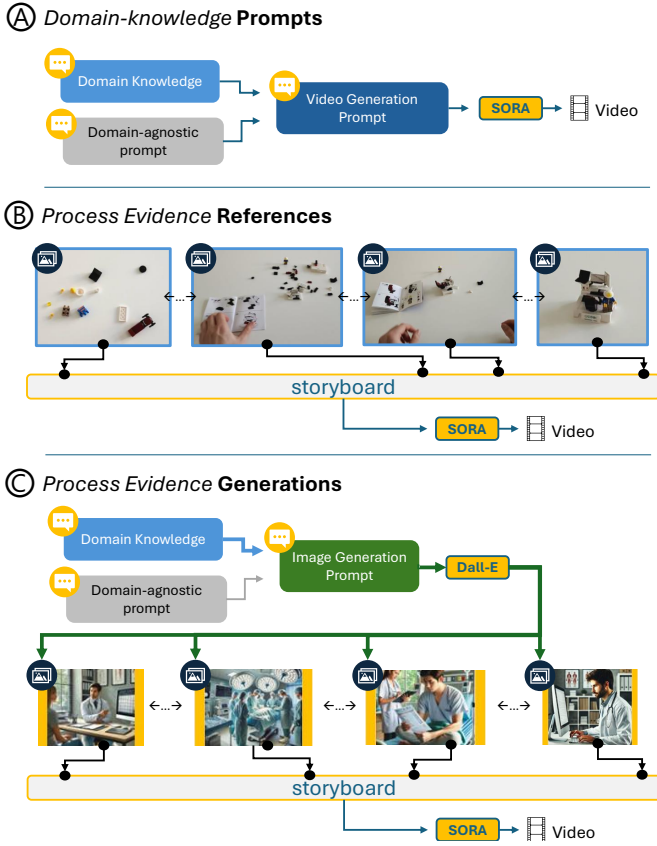 A Domain-knowledge Prompts
Domain Knowledge
Domain-agnostic
prompt
Video Generation
Prompt
SORA
Video
B Process Evidence References
←...→
←...→
←...→
storyboard
SORA
Video
C Process Evidence Generations
Domain Knowledge
Domain-agnostic
prompt
Image Generation
Prompt
Dall-E
←...→
←...→
←...→
storyboard
SORA
Video